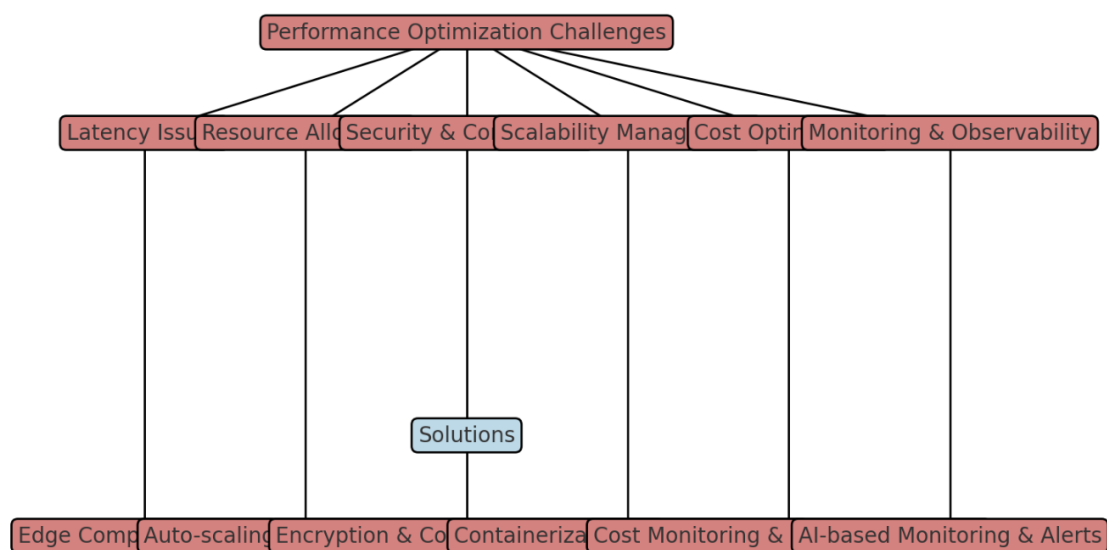 Performance Optimization Challenges
Latency Issu
Resource Allo
Security & Co
Scalability Manag
Cost Optim
Monitoring & Observability
Solutions
Edge Comp
Auto-scaling
Encryption & Co
Containeriza
Cost Monitoring &
AI-based Monitoring & Alerts